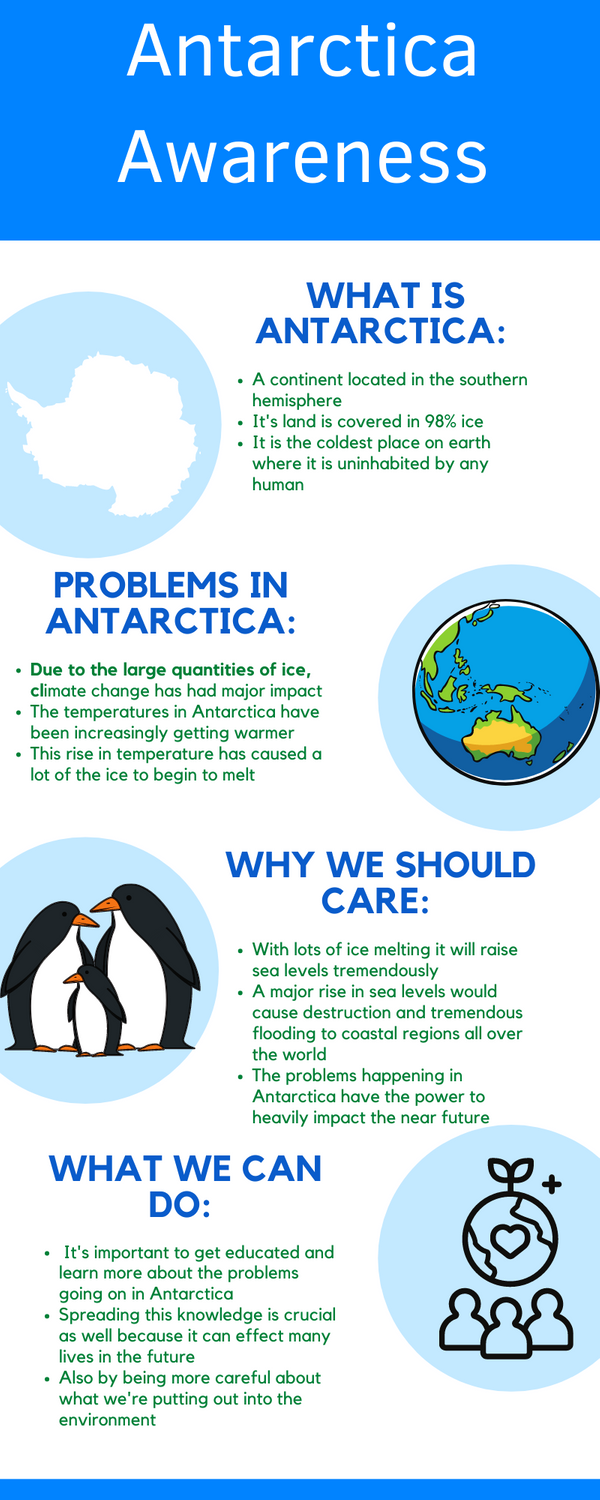 Antarctica
Awareness
WHAT IS
ANTARCTICA:
• A continent located in the southern
hemisphere
• It's land is covered in 98% ice
• It is the coldest place on earth
where it is uninhabited by any
human
PROBLEMS IN
ANTARCTICA:
• Due to the large quantities of ice,
climate change has had major impact
• The temperatures in Antarctica have
been increasingly getting warmer
• This rise in temperature has caused a
lot of the ice to begin to melt
WHY WE SHOULD
CARE:
• With lots of ice melting it will raise
sea levels tremendously
• A major rise in sea levels would
cause destruction and tremendous
flooding to coastal regions all over
the world
• The problems happening in
Antarctica have the power to
heavily impact the near future
WHAT WE CAN
DO:
• It's important to get educated and
learn more about the problems
going on in Antarctica
• Spreading this knowledge is crucial
as well because it can effect many
lives in the future
• Also by being more careful about
what we're putting out into the
environment